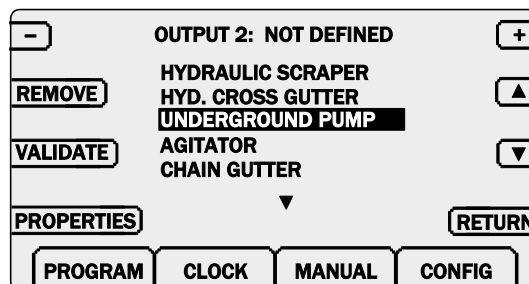 - OUTPUT 2: NOT DEFINED +
HYDRAULIC SCRAPER
REMOVE HYD. CROSS GUTTER ▲
UNDERGROUND PUMP
VALIDATE AGITATOR ▼
CHAIN GUTTER
▼
PROPERTIES RETURN
PROGRAM CLOCK MANUAL CONFIG